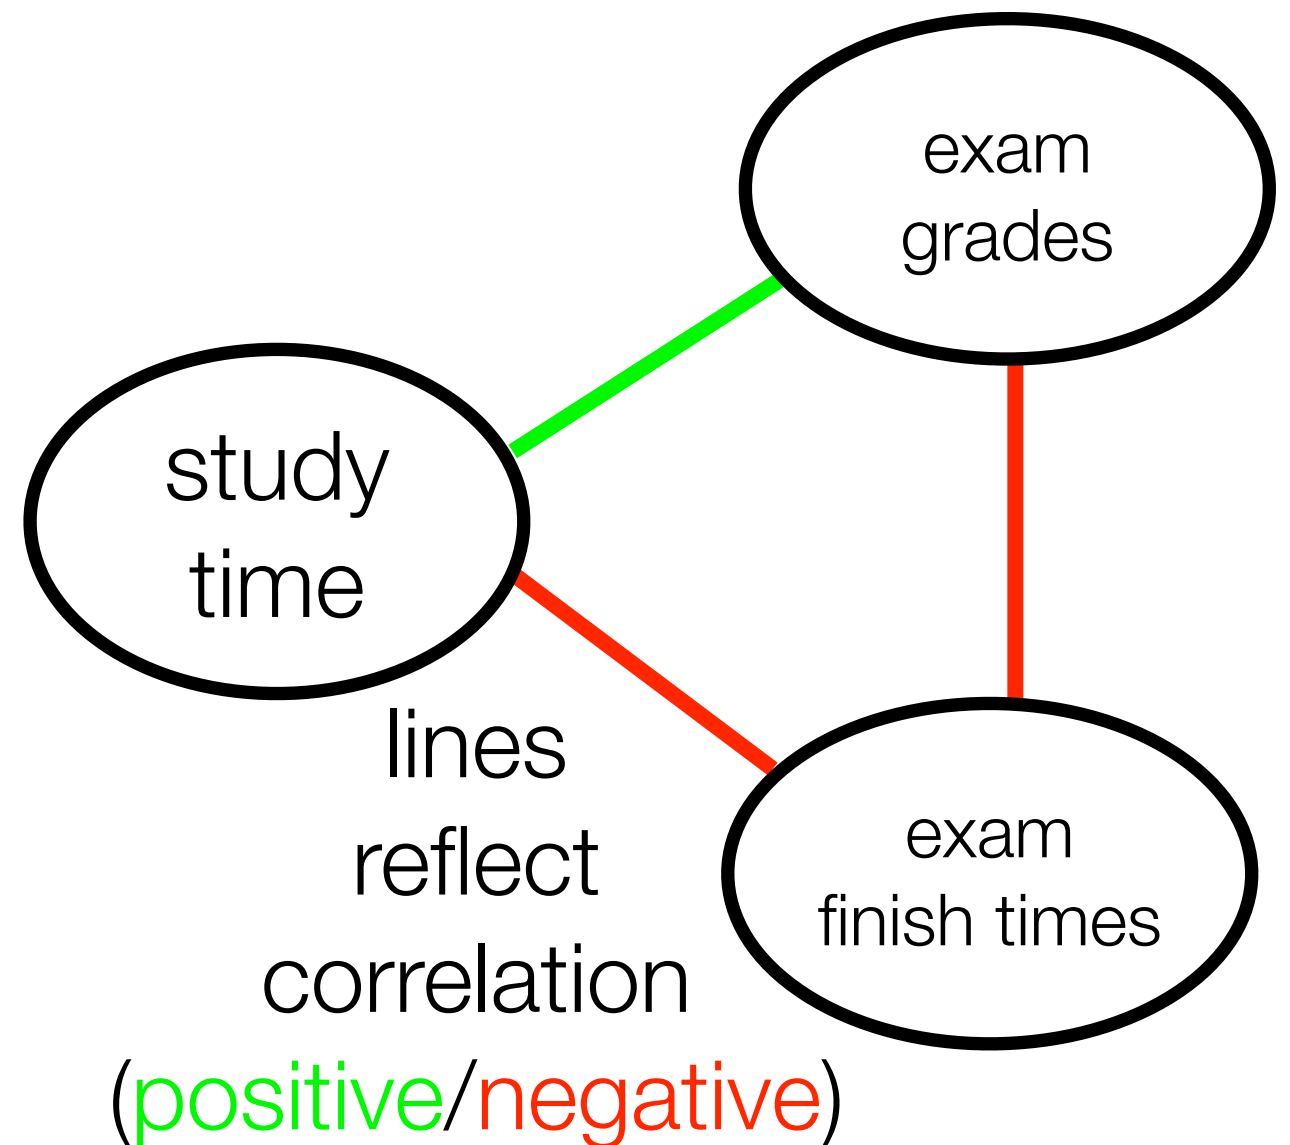 exam
grades
study
time
lines
reflect
correlation
(positive/negative)
exam
finish times